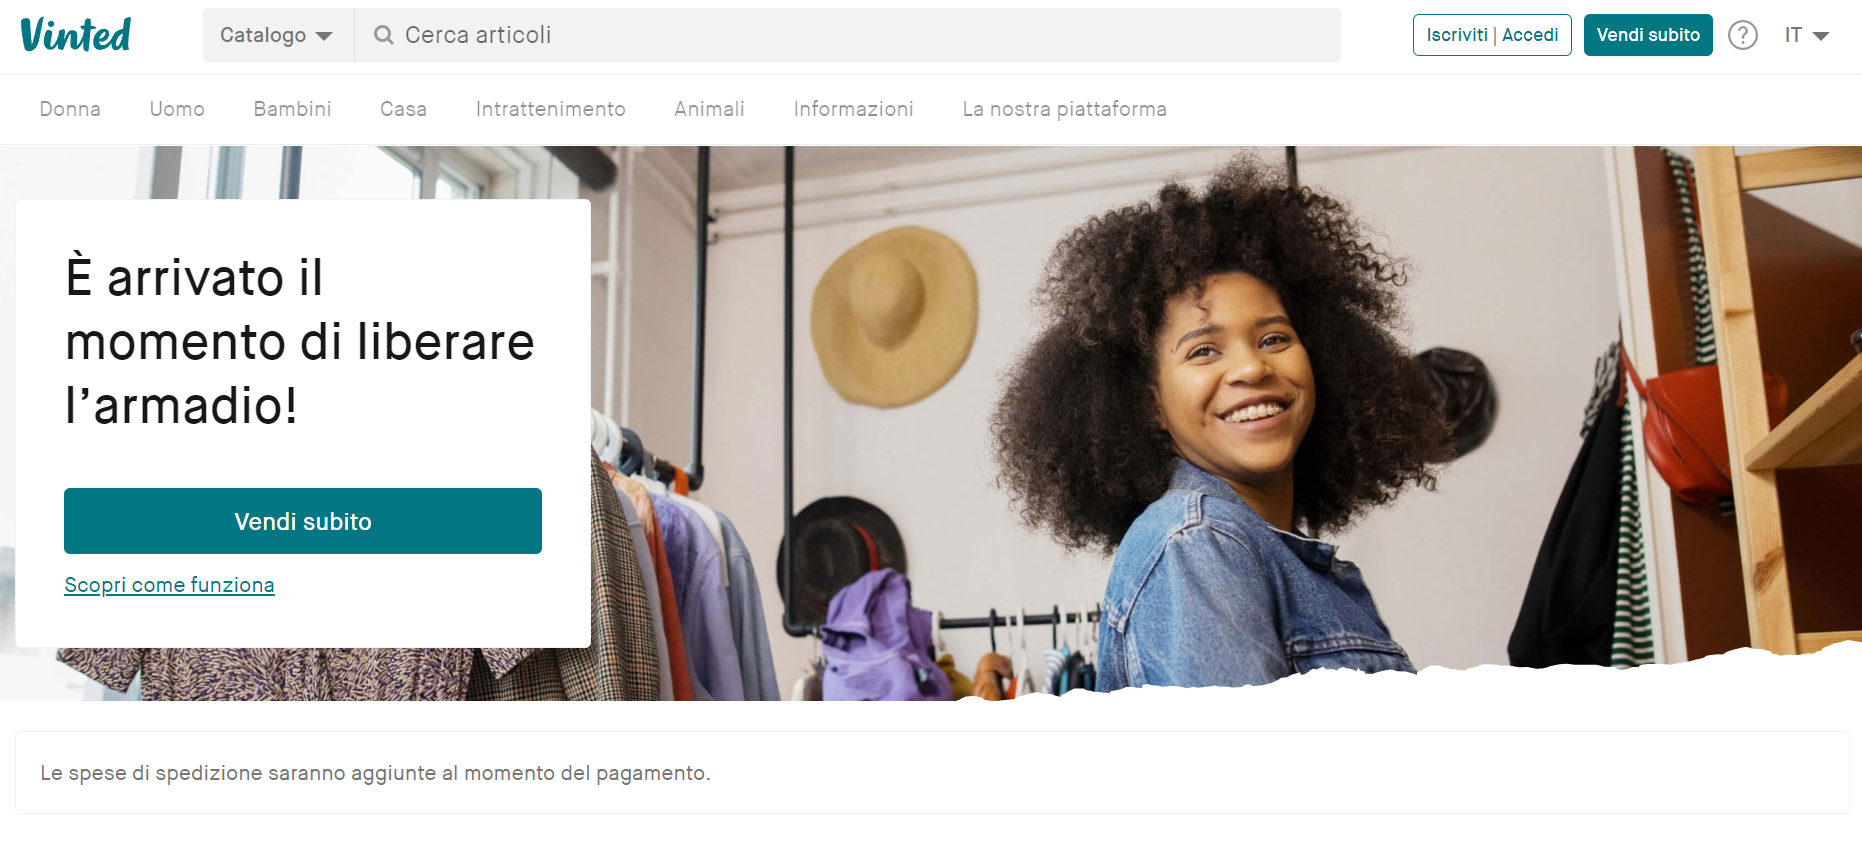 Vinted
Catalogo
Cerca articoli
Iscriviti | Accedi
Vendi subito
?
IT
Donna
Uomo
Bambini
Casa
Intrattenimento
Animali
Informazioni
La nostra piattaforma
È arrivato il
momento di liberare
l’armadio!
Vendi subito
Scopri come funziona
Le spese di spedizione saranno aggiunte al momento del pagamento.